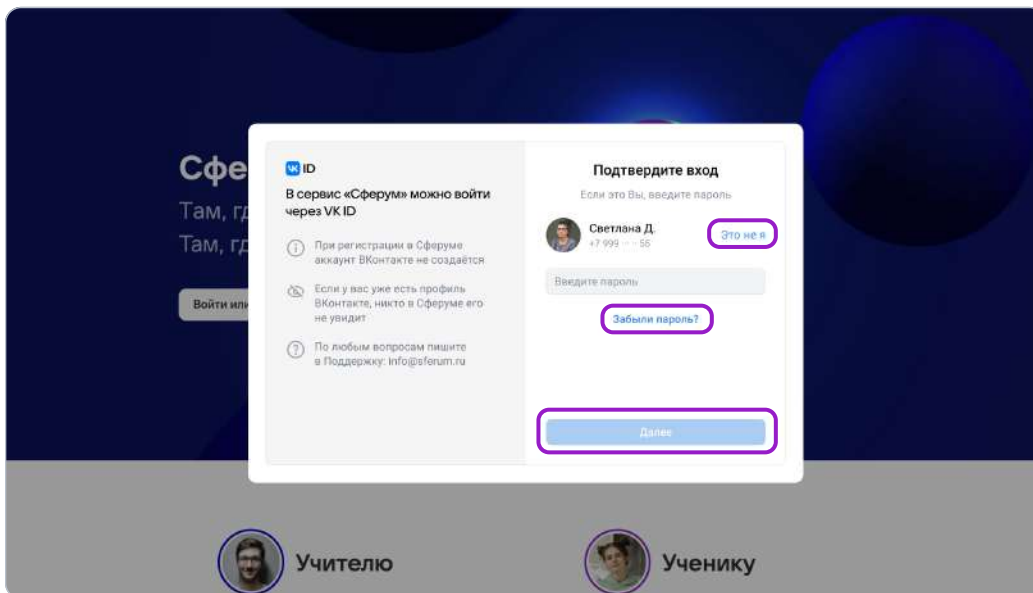 Сфе
Там, гд
Там, гд
Войти или
VK ID
В сервис «Сферум» можно войти
через VK ID
При регистрации в Сферуме
аккаунт ВКонтакте не создаётся
Если у вас уже есть профиль
ВКонтакте, никто в Сферуме его
не увидит
По любым вопросам пишите
в Поддержку: info@sferum.ru
Подтвердите вход
Если это Вы, введите пароль
Светлана Д.
+7 999 ·· ·· 55
Это не я
Введите пароль
Забыли пароль?
Далее
Учителю
Ученику